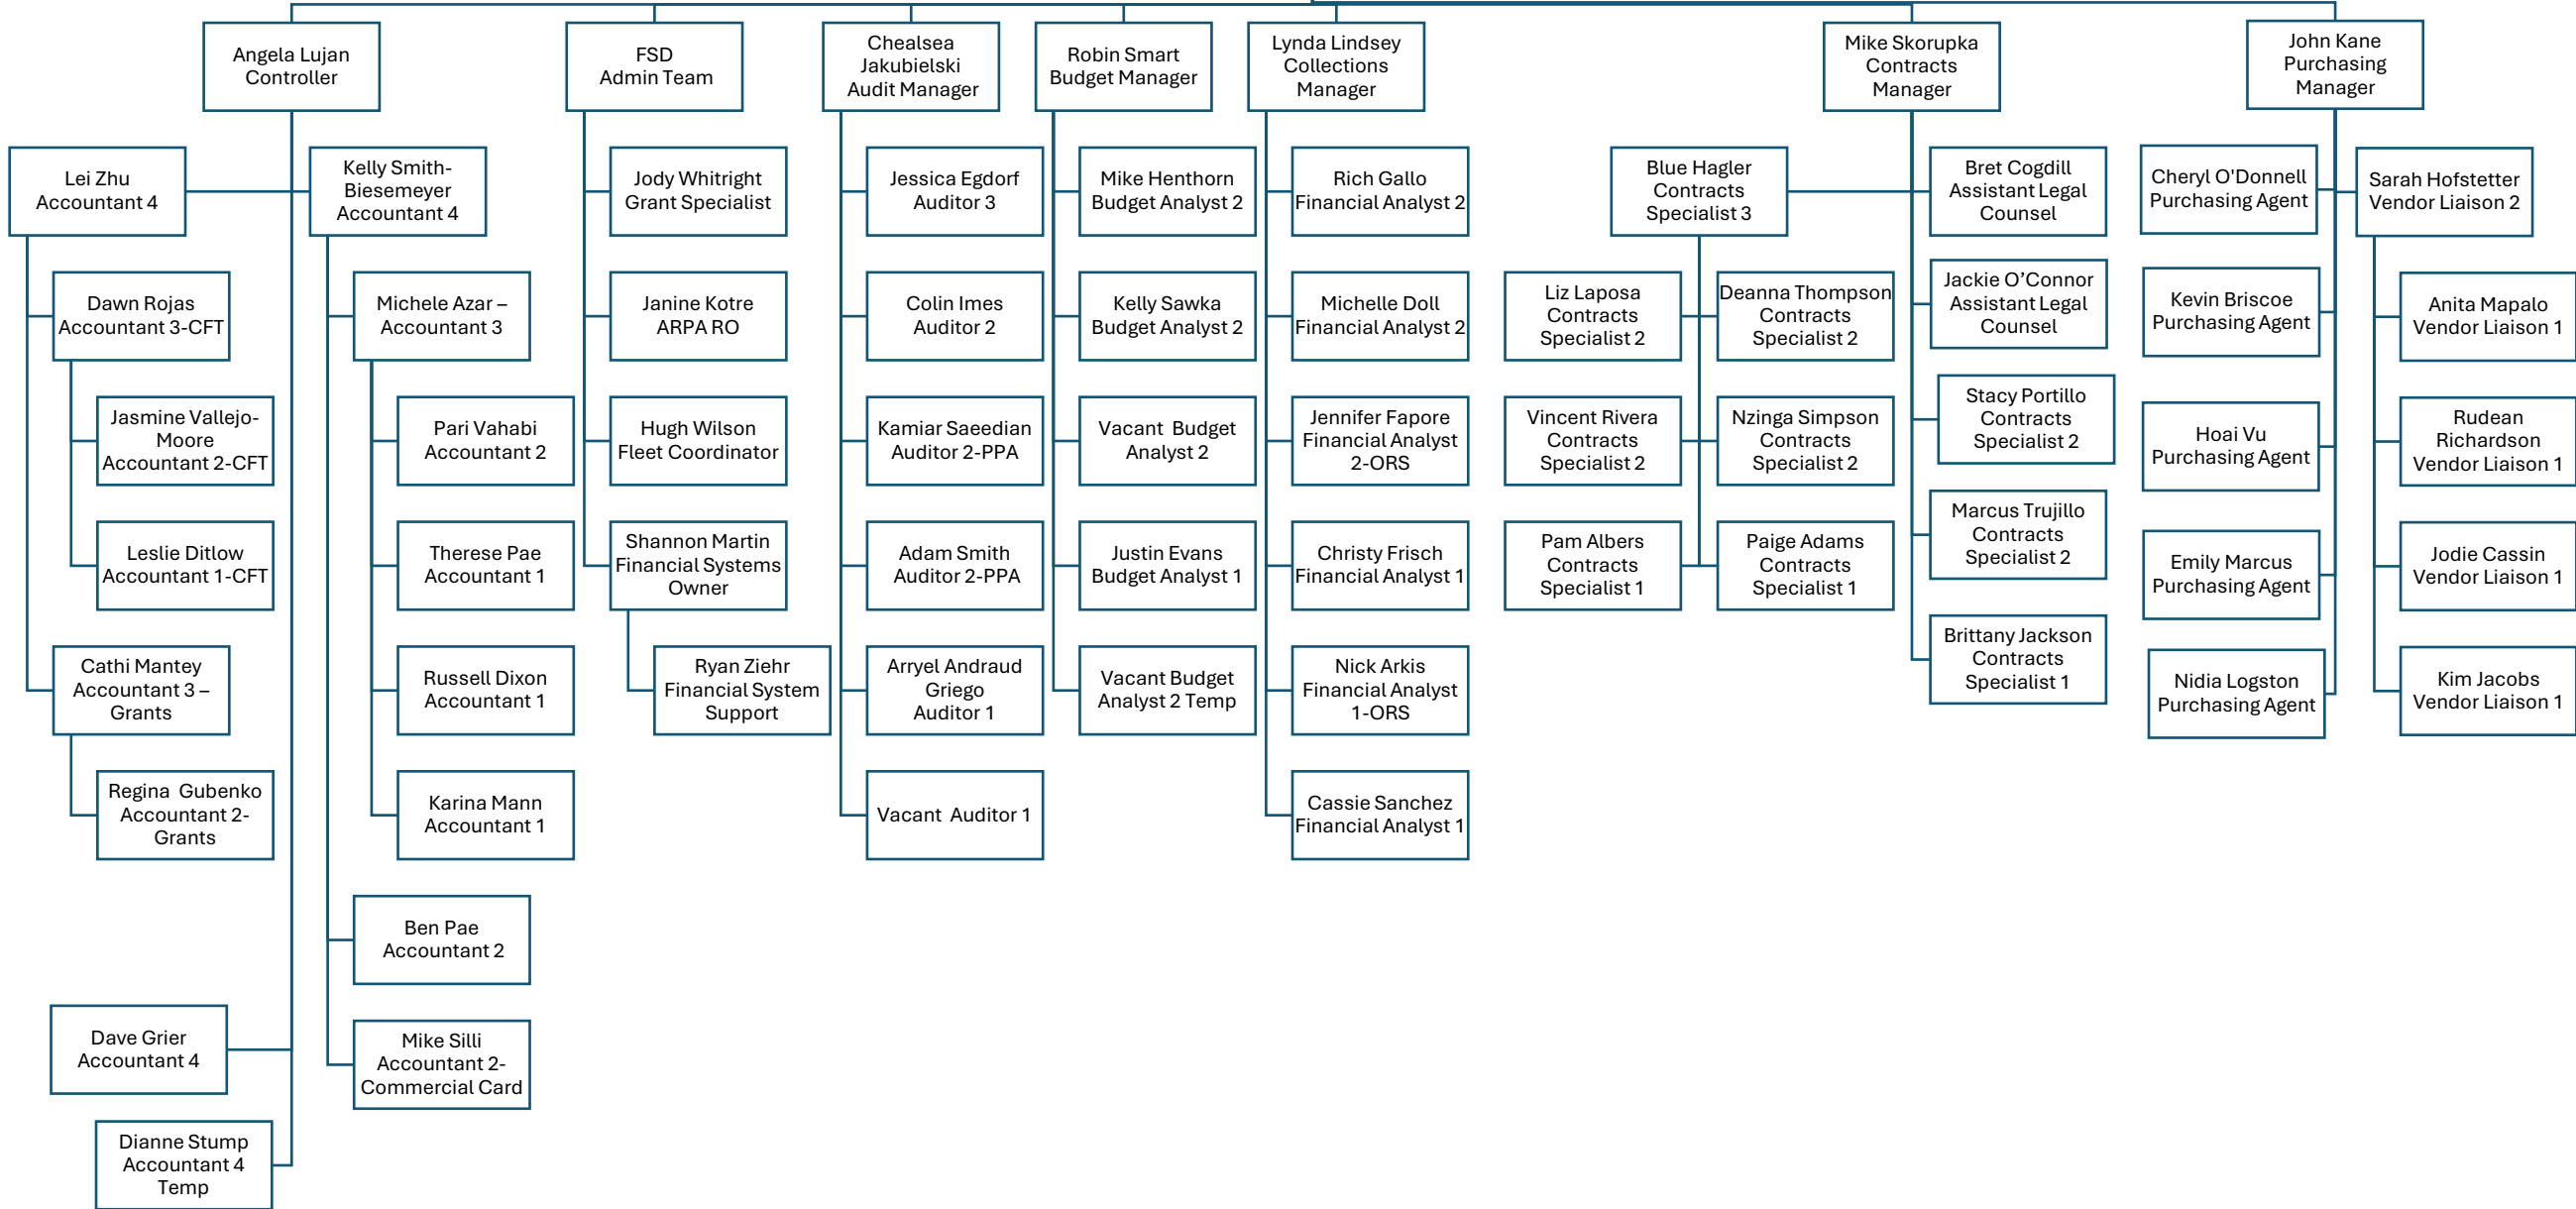 Angela Lujan
Controller
FSD
Admin Team
Chealsea
Jakubielski
Audit Manager
Robin Smart
Budget Manager
Lynda Lindsey
Collections
Manager
Mike Skorupka
Contracts
Manager
John Kane
Purchasing
Manager
Lei Zhu
Accountant 4
Dawn Rojas
Accountant 3-CFT
Jasmine Vallejo-
Moore
Accountant 2-CFT
Leslie Ditlow
Accountant 1-CFT
Cathi Mantey
Accountant 3 –
Grants
Regina  Gubenko
Accountant 2-
Grants
Dave Grier
Accountant 4
Dianne Stump
Accountant 4
Temp
Kelly Smith-
Biesemeyer
Accountant 4
Michele Azar –
Accountant 3
Pari Vahabi
Accountant 2
Therese Pae
Accountant 1
Russell Dixon
Accountant 1
Karina Mann
Accountant 1
Ben Pae
Accountant 2
Mike Silli
Accountant 2-
Commercial Card
Jody Whitright
Grant Specialist
Janine Kotre
ARPA RO
Hugh Wilson
Fleet Coordinator
Shannon Martin
Financial Systems
Owner
Ryan Ziehr
Financial System
Support
Jessica Egdorf
Auditor 3
Colin Imes
Auditor 2
Kamiar Saeedian
Auditor 2-PPA
Adam Smith
Auditor 2-PPA
Arryel Andraud
Griego
Auditor 1
Vacant  Auditor 1
Mike Henthorn
Budget Analyst 2
Kelly Sawka
Budget Analyst 2
Vacant  Budget
Analyst 2
Justin Evans
Budget Analyst 1
Vacant Budget
Analyst 2 Temp
Rich Gallo
Financial Analyst 2
Michelle Doll
Financial Analyst 2
Jennifer Fapore
Financial Analyst
2-ORS
Christy Frisch
Financial Analyst 1
Nick Arkis
Financial Analyst
1-ORS
Cassie Sanchez
Financial Analyst 1
Blue Hagler
Contracts
Specialist 3
Liz Laposa
Contracts
Specialist 2
Deanna Thompson
Contracts
Specialist 2
Vincent Rivera
Contracts
Specialist 2
Nzinga Simpson
Contracts
Specialist 2
Pam Albers
Contracts
Specialist 1
Paige Adams
Contracts
Specialist 1
Bret Cogdill
Assistant Legal
Counsel
Jackie O’Connor
Assistant Legal
Counsel
Stacy Portillo
Contracts
Specialist 2
Marcus Trujillo
Contracts
Specialist 2
Brittany Jackson
Contracts
Specialist 1
Cheryl O'Donnell
Purchasing Agent
Kevin Briscoe
Purchasing Agent
Hoai Vu
Purchasing Agent
Emily Marcus
Purchasing Agent
Nidia Logston
Purchasing Agent
Sarah Hofstetter
Vendor Liaison 2
Anita Mapalo
Vendor Liaison 1
Rudean
Richardson
Vendor Liaison 1
Jodie Cassin
Vendor Liaison 1
Kim Jacobs
Vendor Liaison 1